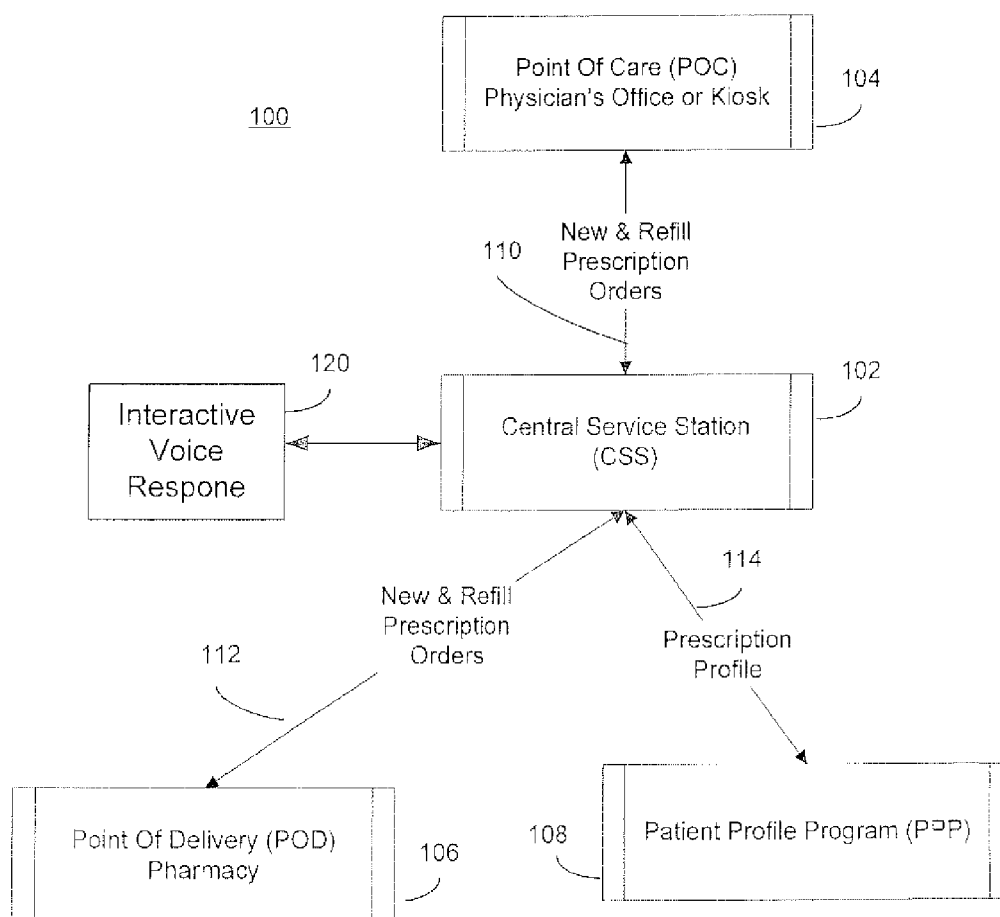 Point Of Care (POC)
Physician's Office or Kiosk
104
100
New & Refill
Prescription
Orders
110
120
102
Interactive
Voice
Respone
Central Service Station
(CSS)
114
New & Refill
Prescription
Orders
Prescription
Profile
112
Point Of Delivery (POD)
Pharmacy
106
108
Patient Profile Program (PPP)